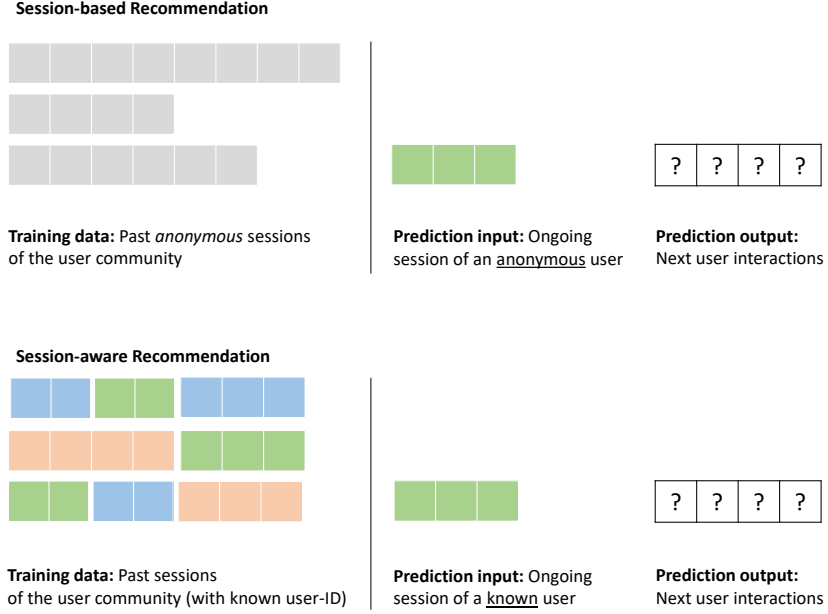 Session-based Recommendation
? ? ? ?
Training data: Past anonymous sessions
of the user community
Prediction input: Ongoing
session of an anonymous user
Prediction output:
Next user interactions
Session-aware Recommendation
? ? ? ?
Training data: Past sessions
of the user community (with known user-ID)
Prediction input: Ongoing
session of a known user
Prediction output:
Next user interactions